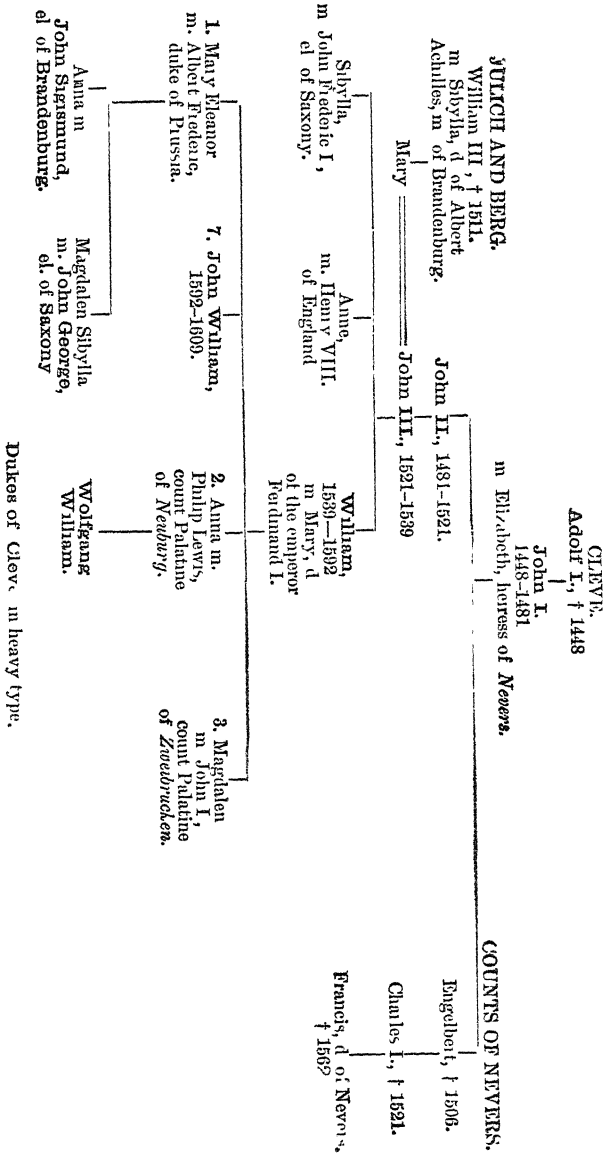 CLEVE.
Adolf I., † 1448
John I.
1448–1481
m Elizabeth, heiress of Nevers.
COUNTS OF NEVERS.
JULICH AND BERG.
William III, † 1511.
m Sibylla, d of Albert
Achilles, m of Brandenburg.
John II., 1481–1521.
Engelbert, † 1506.
Mary
John III., 1521–1539
Charles I., † 1521.
Sibylla,
m John Frederic I,
el of Saxony.
Anne,
m. Henry VIII.
of England
William,
1539—1592
m Mary, d
of the emperor
Ferdinand I.
Francis, d of Nevers.
† 1562
1. Mary Eleanor
m. Albert Frederic,
duke of Prussia.
7. John William,
1592–1609.
2. Anna m.
Philip Lewis,
count Palatine
of Neuburg.
3. Magdalen
m John I,
count Palatine
of Zweibrucken.
Anna m
John Sigismund,
el of Brandenburg.
Magdalen Sibylla
m. John George,
el. of Saxony
Wolfgang
William.
Dukes of Cleve in heavy type.